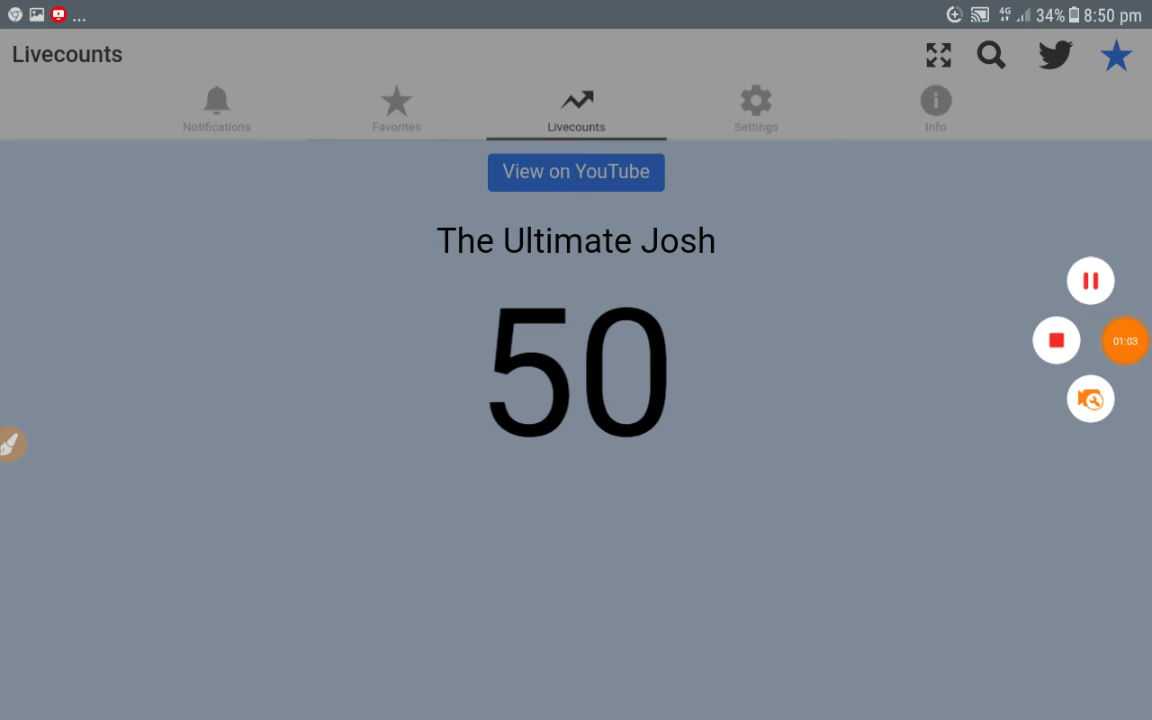 ... 4G 34% 8:50 pm
Livecounts
Notifications Favorites Livecounts Settings Info
View on YouTube
The Ultimate Josh
50
01:03